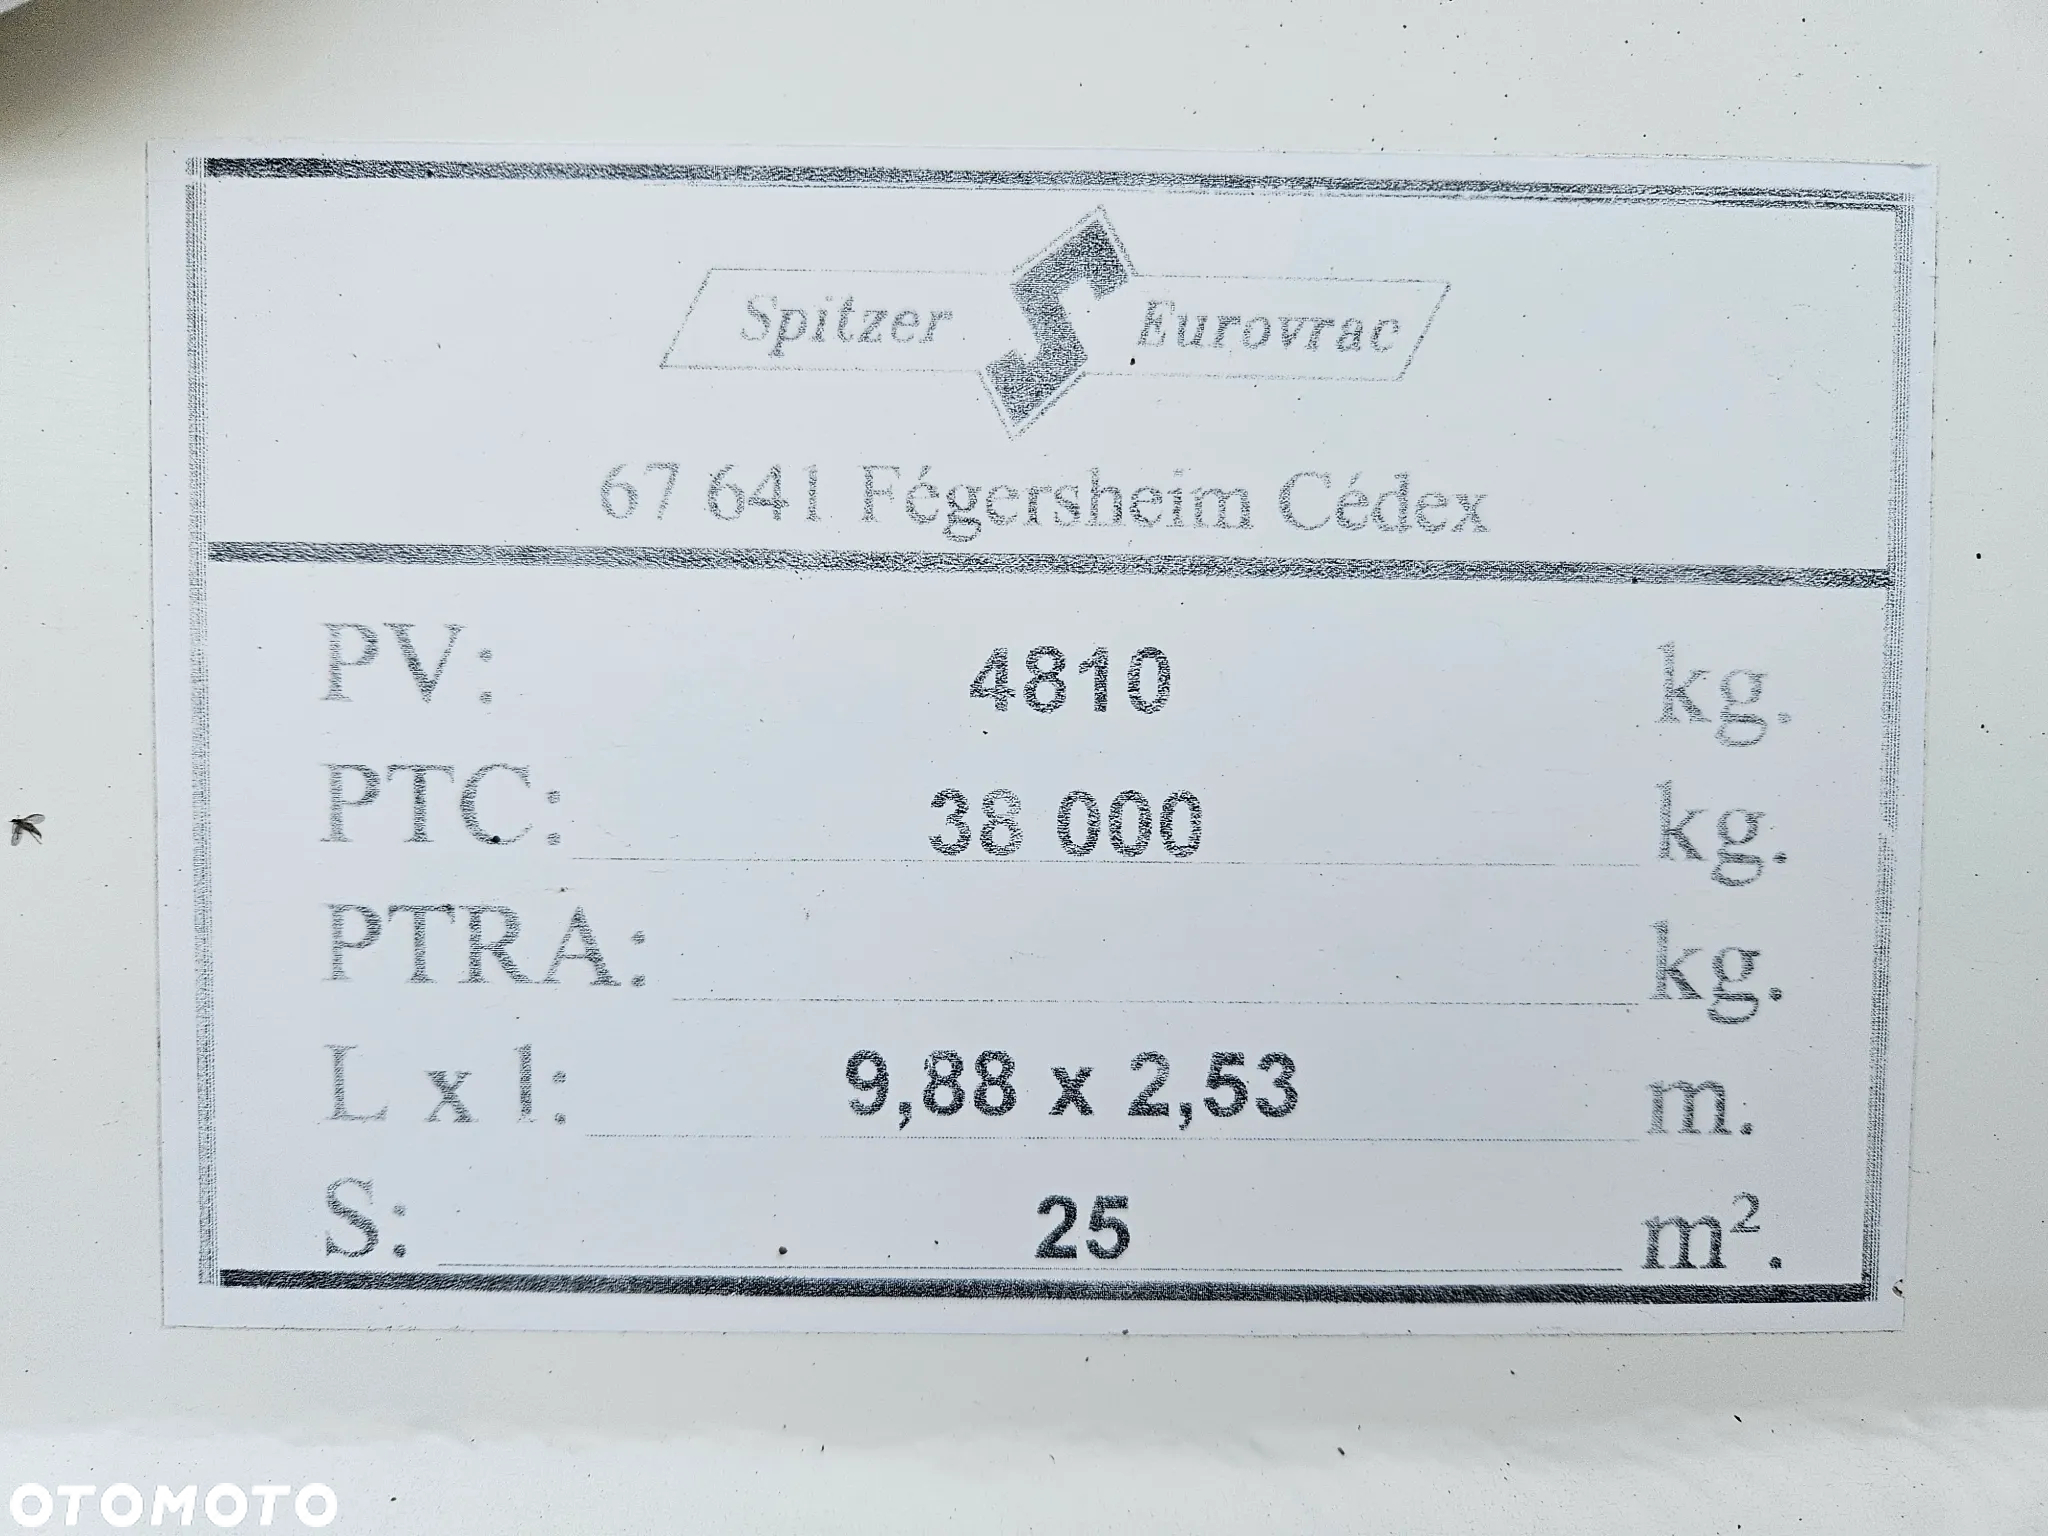 Spitzer Eurovrac
67 641 Fégersheim Cédex
PV: 4810 kg.
PTC: 38 000 kg.
PTRA: kg.
L x l: 9,88 x 2,53 m.
S: 25 m².
OTOMOTO